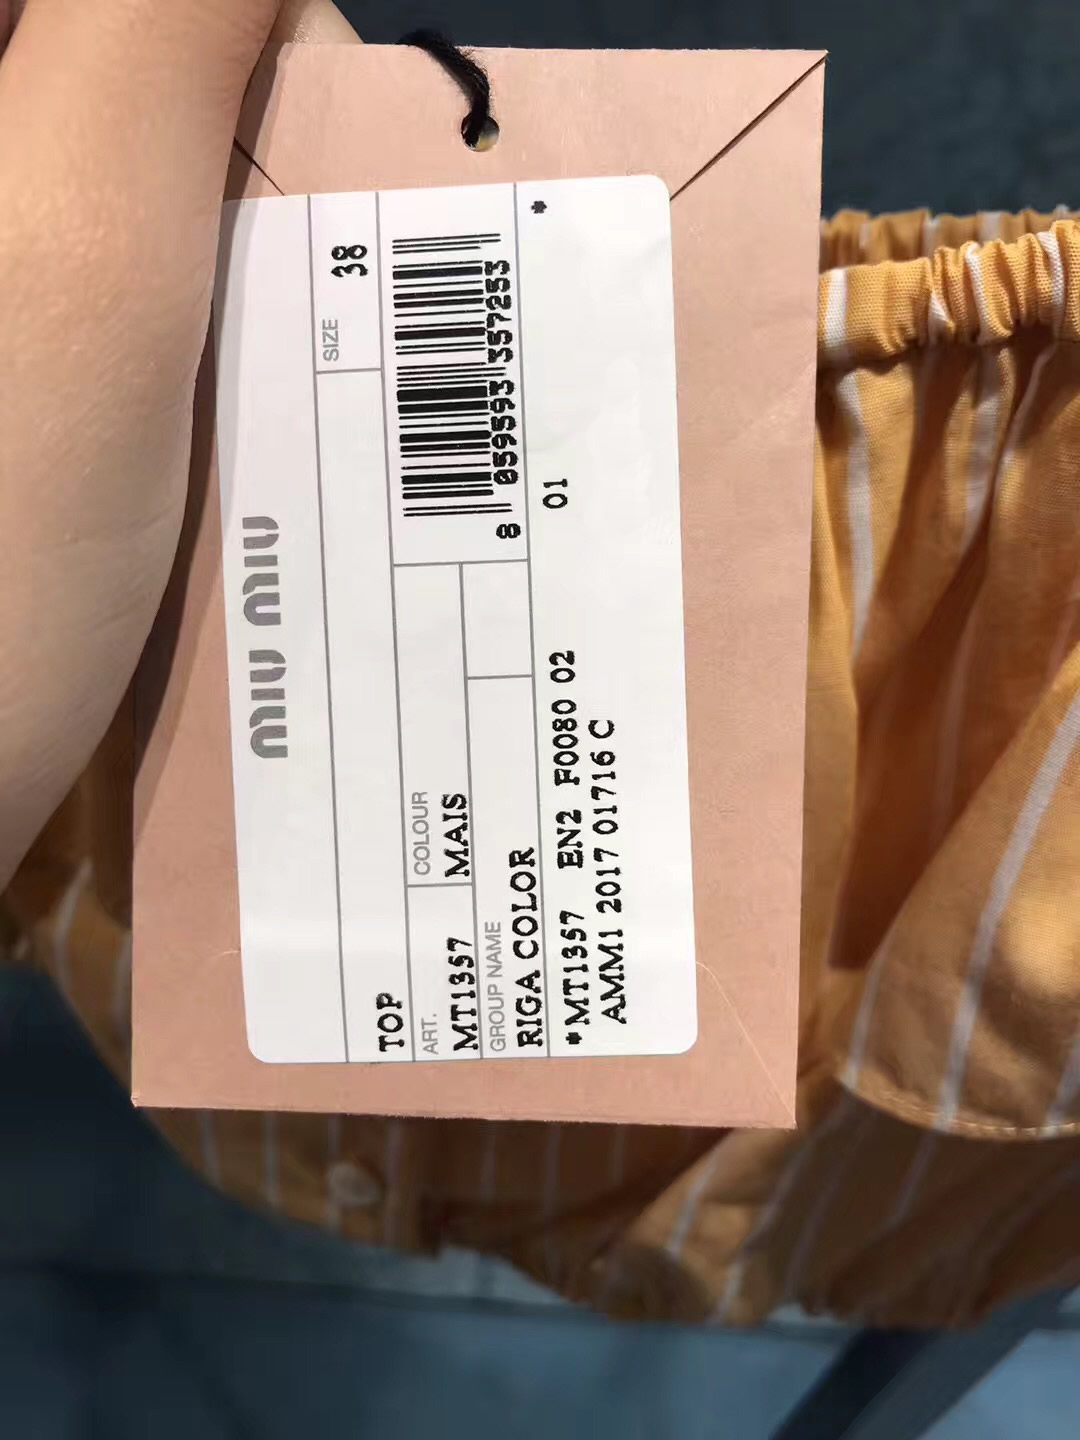 MIU MIU
SIZE
38
TOP
ART.
MT1357
COLOUR
MAIS
8 059593 357253
GROUP NAME
RIGA COLOR
*MT1357 EN2 F0080 02 01 *
AMM1 2017 01716 C